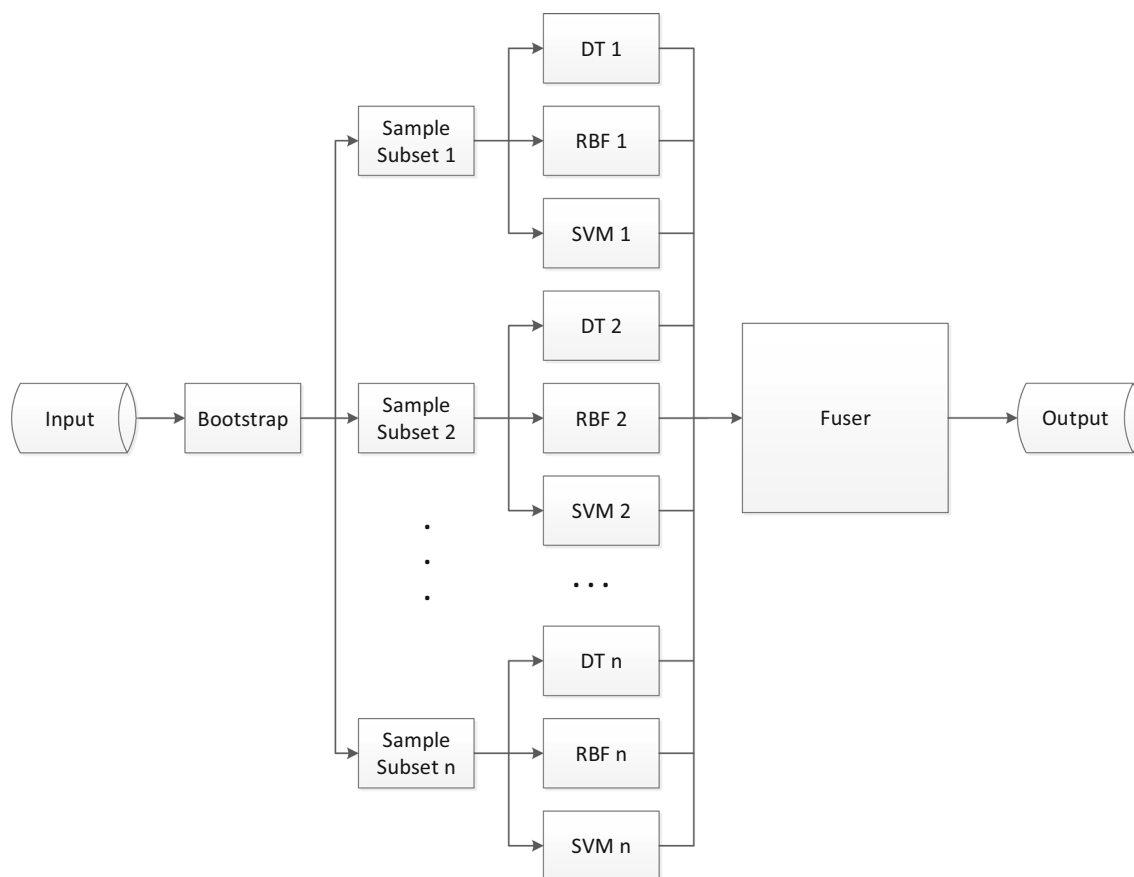 Input
Bootstrap
Sample
Subset 1
Sample
Subset 2
.
.
.
Sample
Subset n
DT 1
RBF 1
SVM 1
DT 2
RBF 2
SVM 2
...
DT n
RBF n
SVM n
Fuser
Output